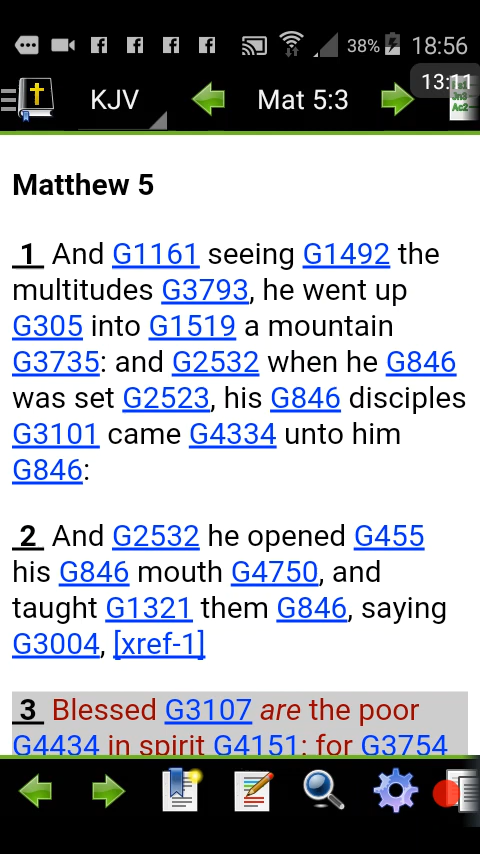 38% 18:56
13:11
KJV Mat 5:3
Matthew 5
1 And G1161 seeing G1492 the
multitudes G3793, he went up
G305 into G1519 a mountain
G3735: and G2532 when he G846
was set G2523, his G846 disciples
G3101 came G4334 unto him
G846:
2 And G2532 he opened G455
his G846 mouth G4750, and
taught G1321 them G846, saying
G3004, [xref-1]
3 Blessed G3107 are the poor
G4434 in spirit G4151: for G3754